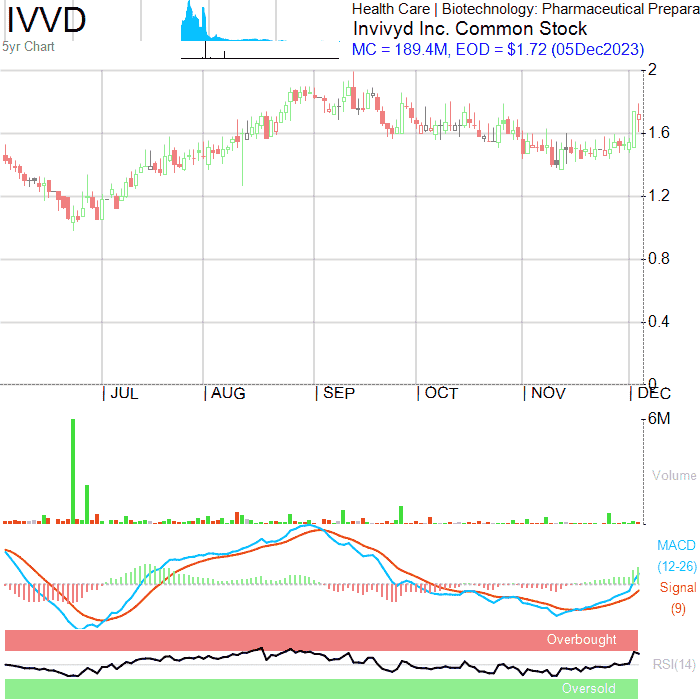 IVVD
5yr Chart
Health Care | Biotechnology: Pharmaceutical Prepara
Invivyd Inc. Common Stock
MC = 189.4M, EOD = $1.72 (05Dec2023)
2
1.6
1.2
0.8
0.4
0
| JUL | AUG | SEP | OCT | NOV | DEC
6M
Volume
MACD
(12-26)
Signal
(9)
Overbought
RSI(14)
Oversold